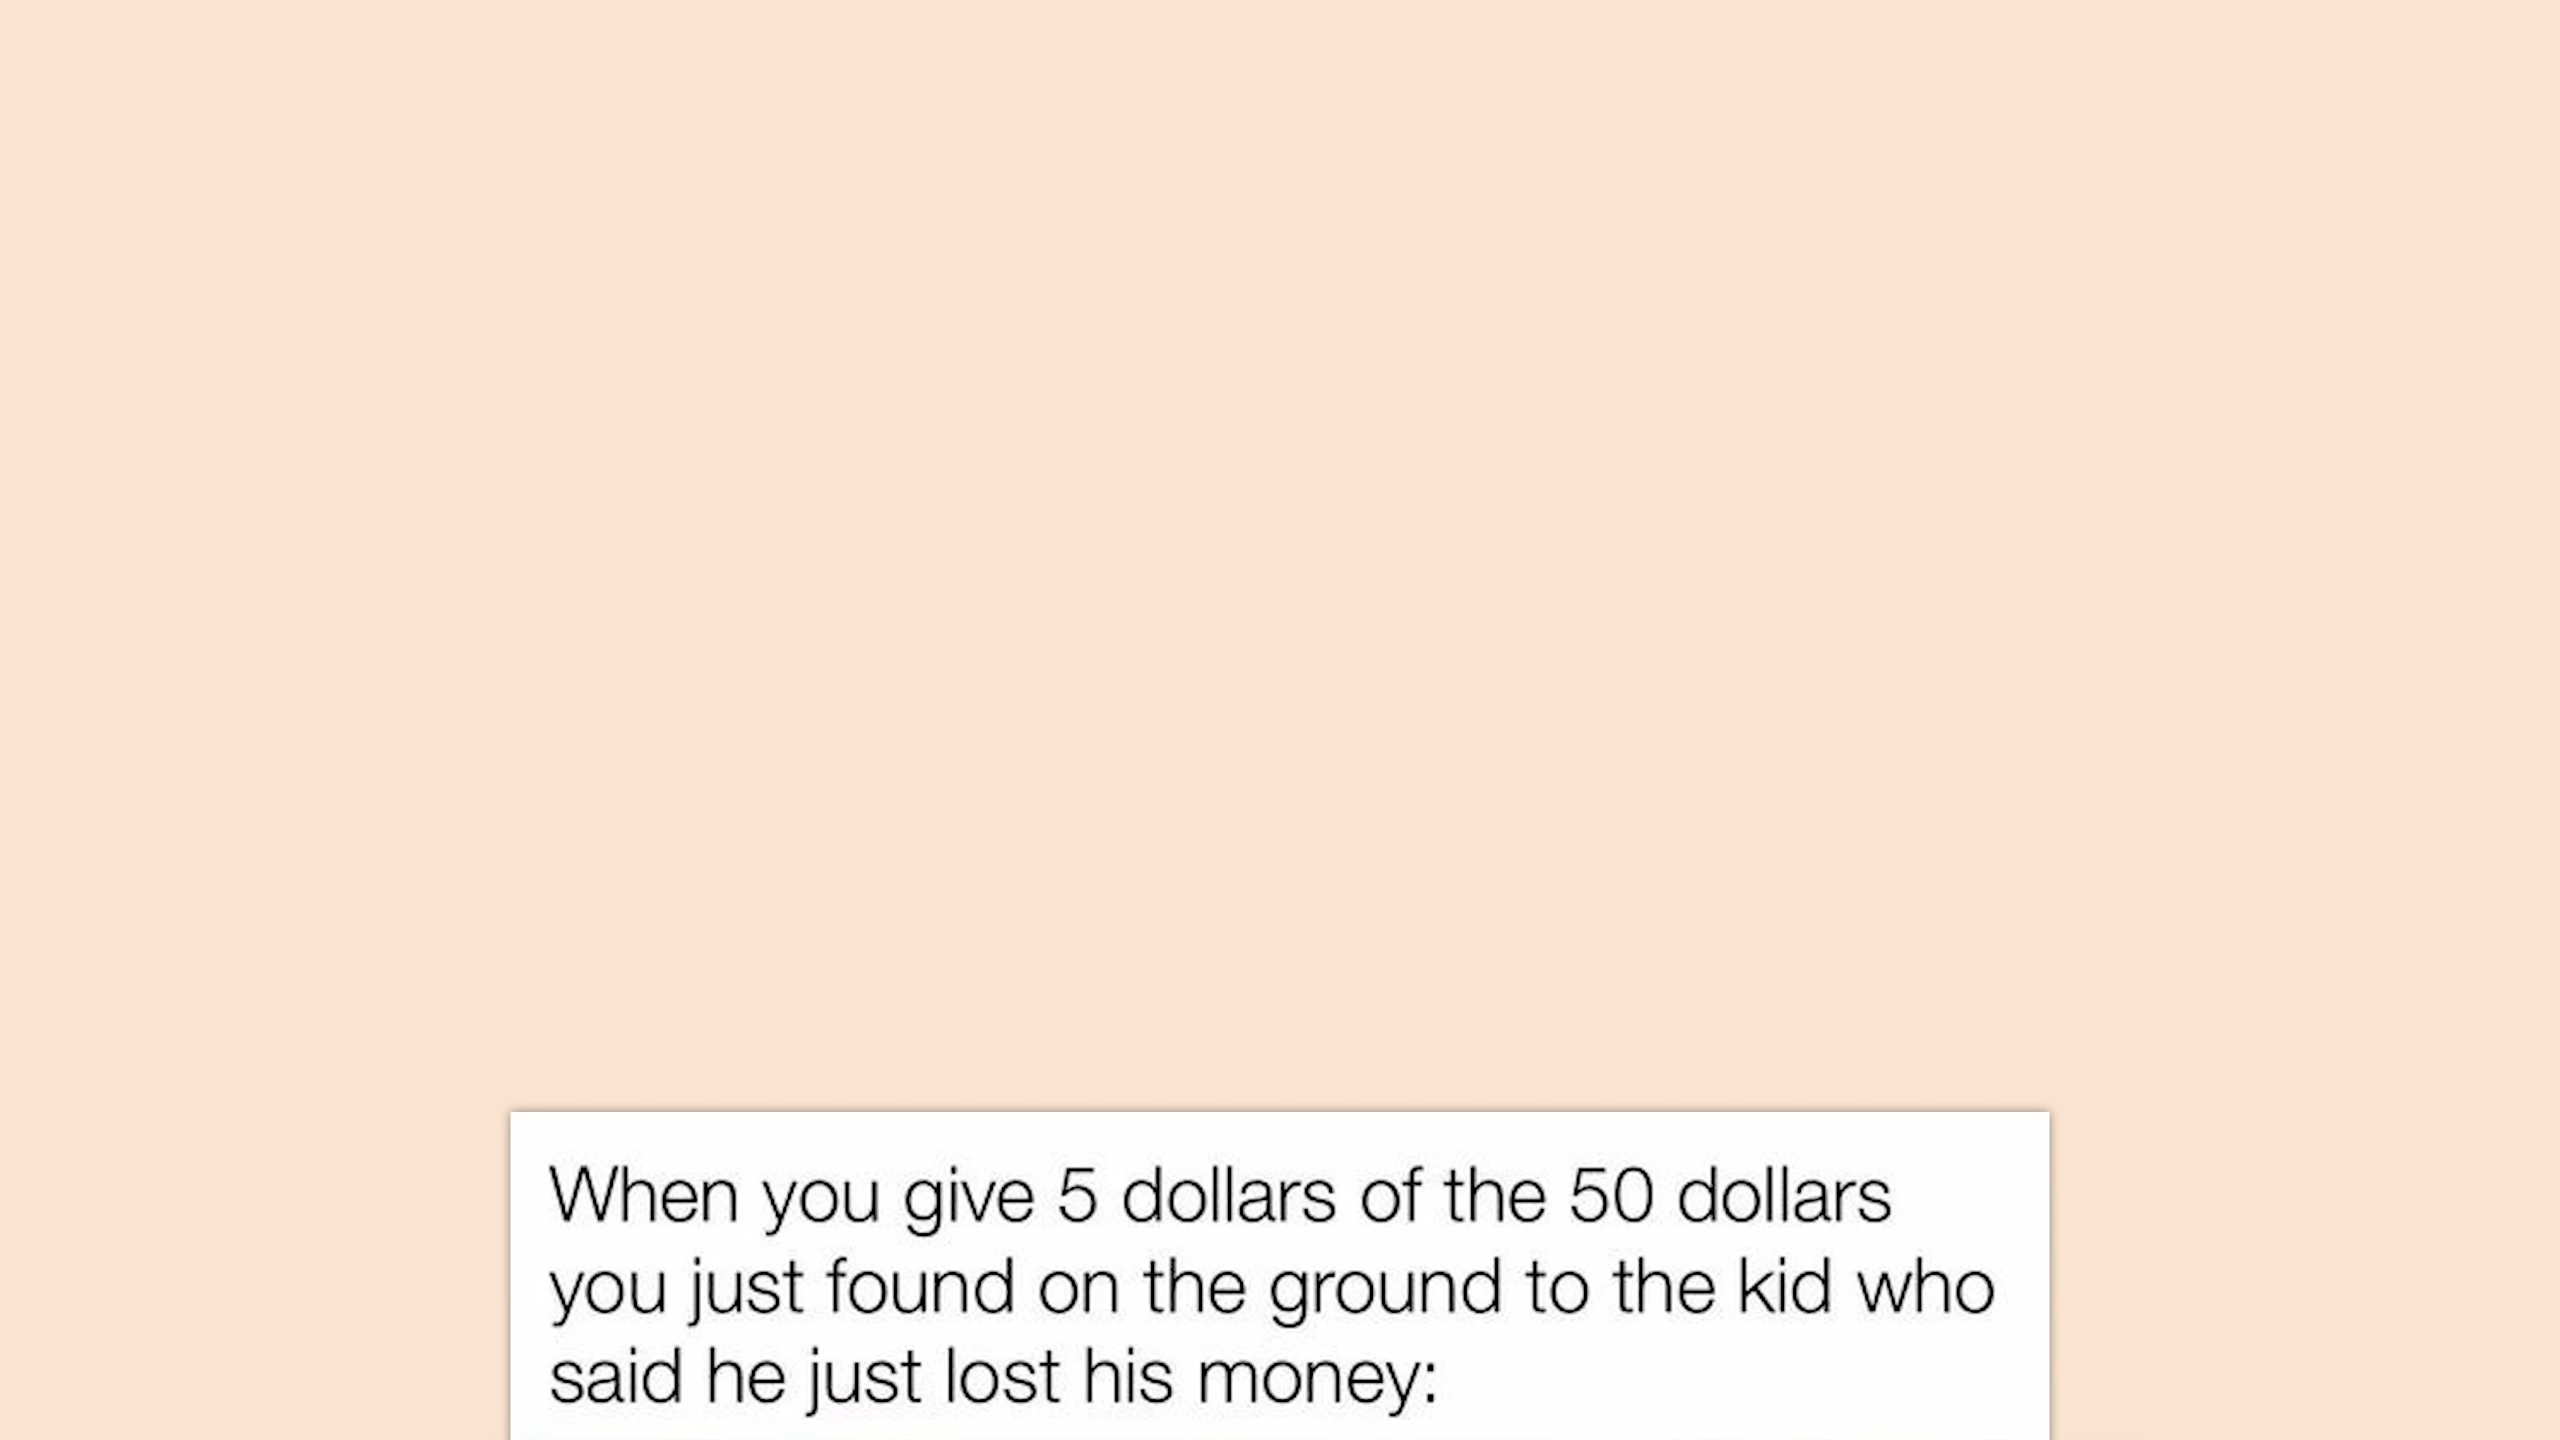 When you give 5 dollars of the 50 dollars
you just found on the ground to the kid who
said he just lost his money: